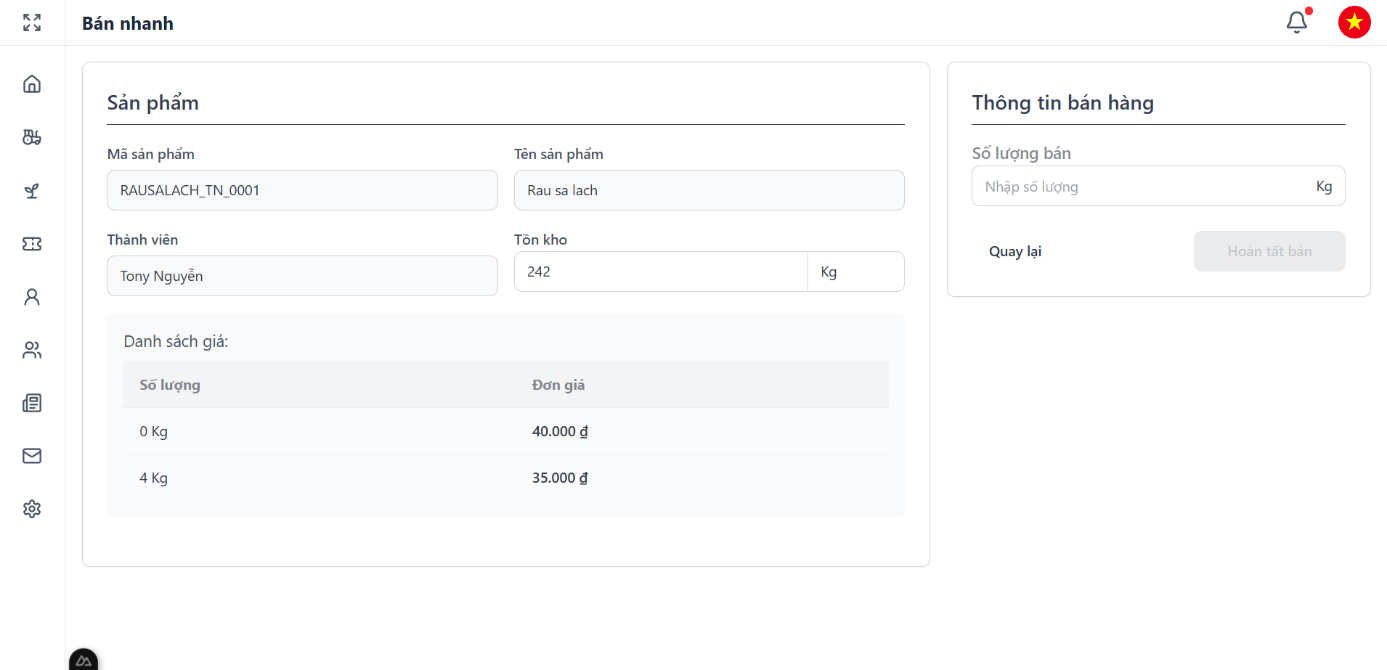 Bán nhanh
Sản phẩm
Mã sản phẩm
RAUSALACH_TN_0001
Tên sản phẩm
Rau sa lach
Thành viên
Tony Nguyễn
Tồn kho
242
Kg
Danh sách giá:
Số lượng Đơn giá
0 Kg 40.000 ₫
4 Kg 35.000 ₫
Thông tin bán hàng
Số lượng bán
Nhập số lượng Kg
Quay lại Hoàn tất bán